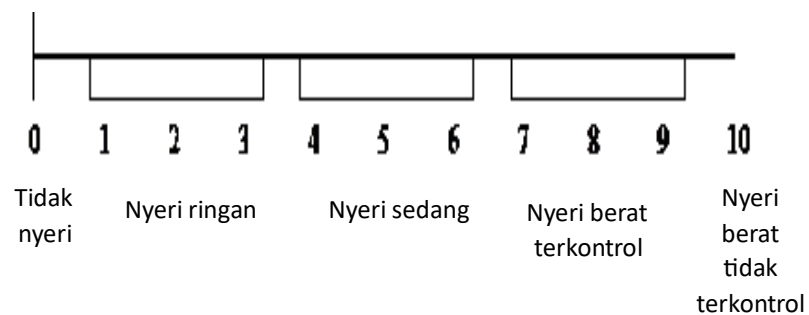 0 1 2 3 4 5 6 7 8 9 10
Tidak
nyeri
Nyeri ringan
Nyeri sedang
Nyeri berat
terkontrol
Nyeri
berat
tidak
terkontrol